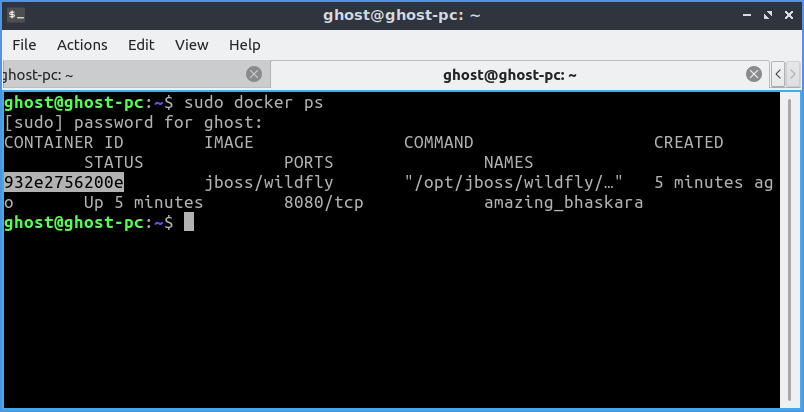 ghost@ghost-pc: ~
File Actions Edit View Help
ghost-pc: ~ ghost@ghost-pc: ~
ghost@ghost-pc:~$ sudo docker ps
[sudo] password for ghost:
CONTAINER ID        IMAGE               COMMAND                  CREATED
        STATUS              PORTS               NAMES
932e2756200e        jboss/wildfly       "/opt/jboss/wildfly/…"   5 minutes ag
o       Up 5 minutes        8080/tcp            amazing_bhaskara
ghost@ghost-pc:~$